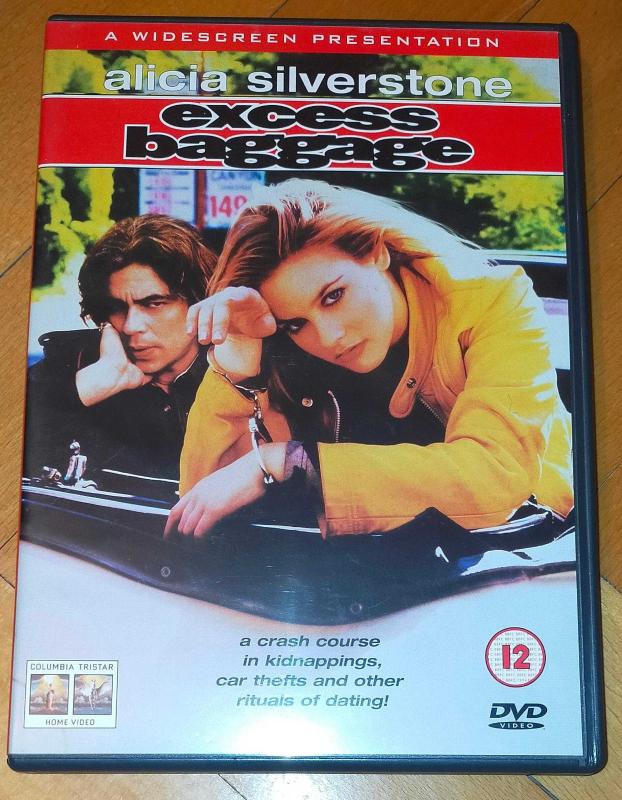 A WIDESCREEN PRESENTATION
alicia silverstone
excess
baggage
CANYON
149
a crash course
in kidnappings,
car thefts and other
rituals of dating!
COLUMBIA TRISTAR
HOME VIDEO
12
DVD
VIDEO